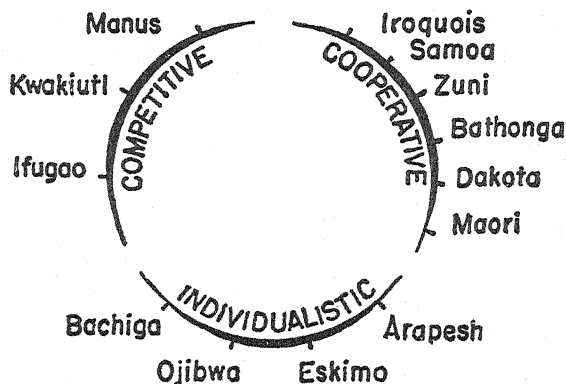 Manus
Kwakiutl
Ifugao
COMPETITIVE
Iroquois
Samoa
Zuni
Bathonga
Dakota
Maori
COOPERATIVE
INDIVIDUALISTIC
Bachiga
Ojibwa
Eskimo
Arapesh